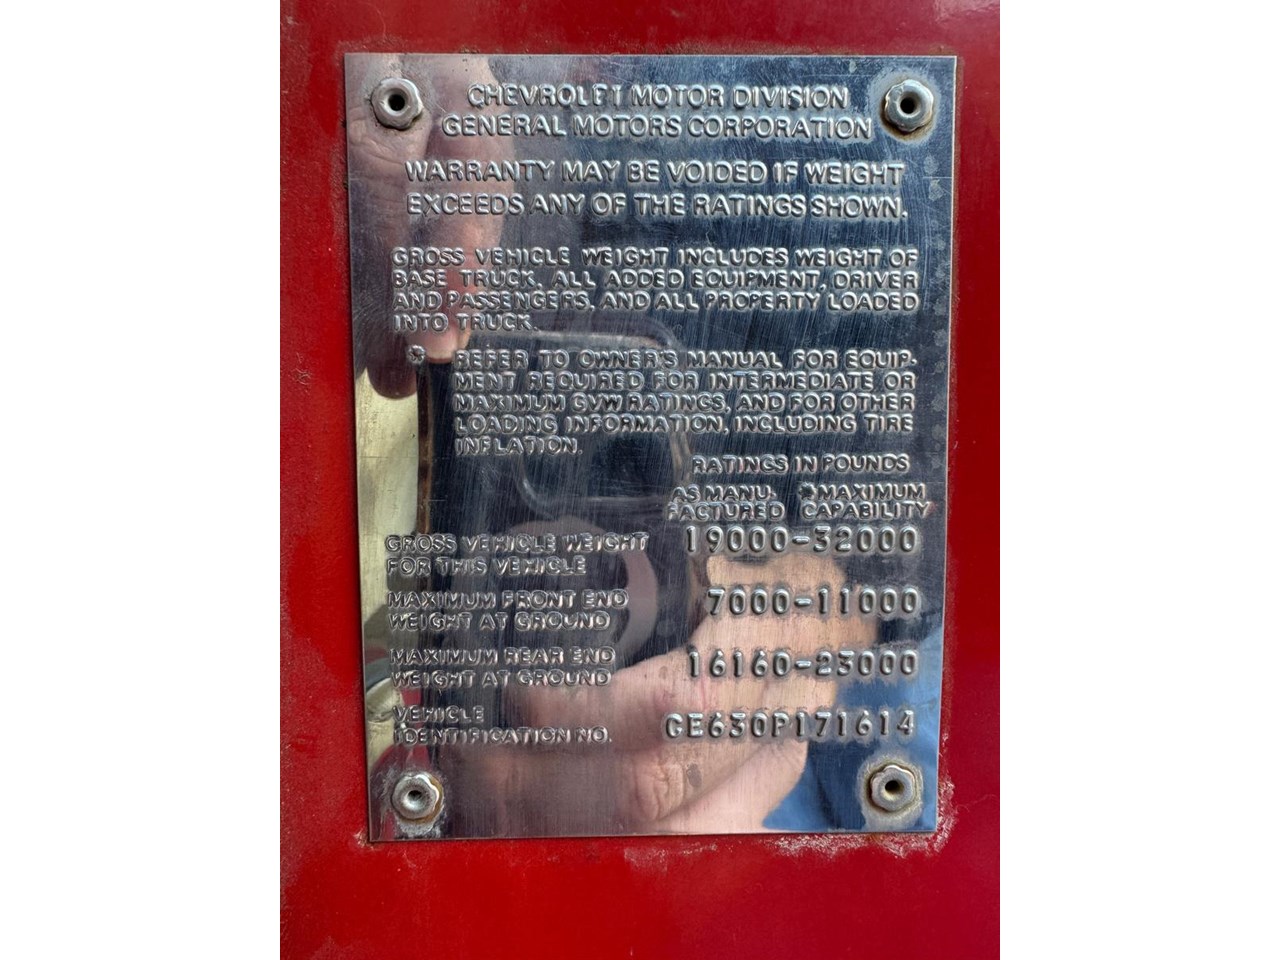 CHEVROLET MOTOR DIVISION
GENERAL MOTORS CORPORATION
WARRANTY MAY BE VOIDED IF WEIGHT
EXCEEDS ANY OF THE RATINGS SHOWN.
GROSS VEHICLE WEIGHT INCLUDES WEIGHT OF
BASE TRUCK, ALL ADDED EQUIPMENT, DRIVER
AND PASSENGERS, AND ALL PROPERTY LOADED
INTO TRUCK.
* REFER TO OWNER'S MANUAL FOR EQUIP-
MENT REQUIRED FOR INTERMEDIATE OR
MAXIMUM GVW RATINGS, AND FOR OTHER
LOADING INFORMATION, INCLUDING TIRE
INFLATION.
RATINGS IN POUNDS
AS MANU- *MAXIMUM
FACTURED CAPABILITY
GROSS VEHICLE WEIGHT 19000-32000
FOR THIS VEHICLE
MAXIMUM FRONT END 7000-11000
WEIGHT AT GROUND
MAXIMUM REAR END 16160-23000
WEIGHT AT GROUND
VEHICLE
IDENTIFICATION NO. CE630P171614